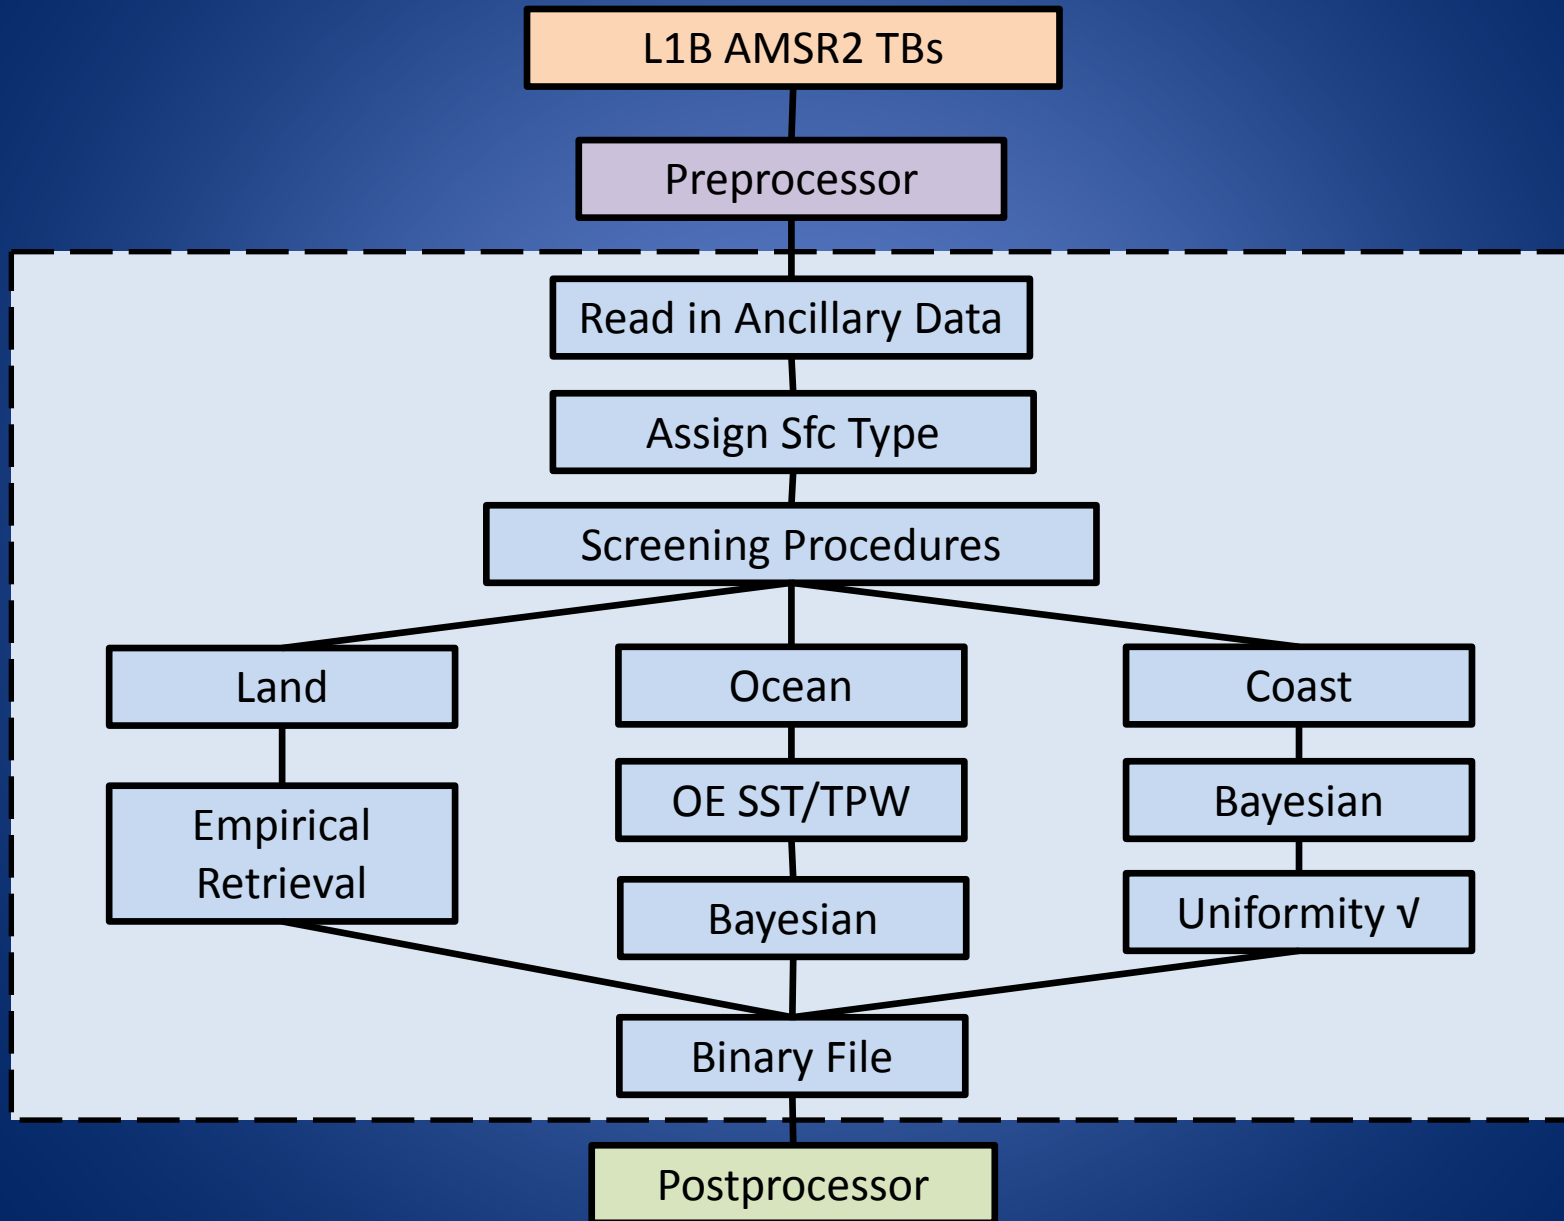 L1B AMSR2 TBs
Preprocessor
Read in Ancillary Data
Assign Sfc Type
Screening Procedures
Land
Ocean
Coast
Empirical
Retrieval
OE SST/TPW
Bayesian
Bayesian
Uniformity √
Binary File
Postprocessor